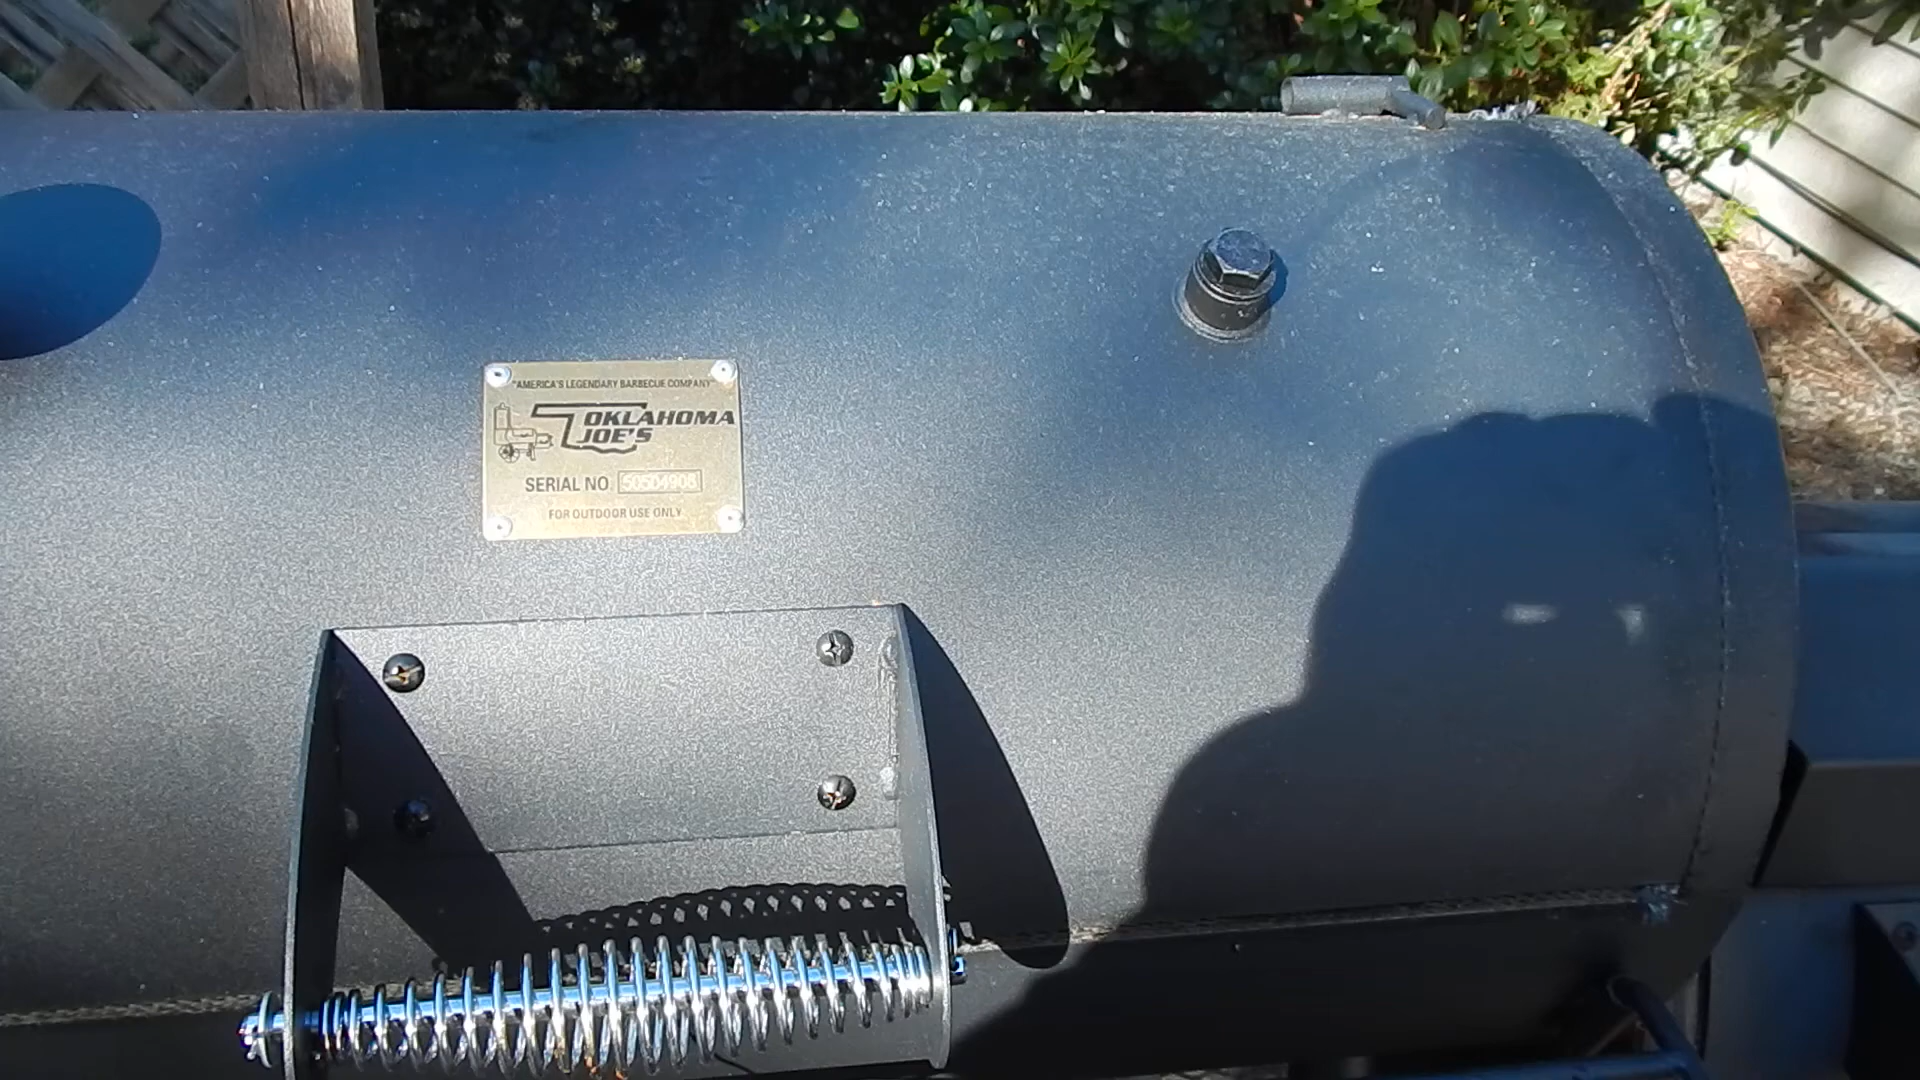 "AMERICA'S LEGENDARY BARBECUE COMPANY"
OKLAHOMA
JOE'S
SERIAL NO 50504908
FOR OUTDOOR USE ONLY